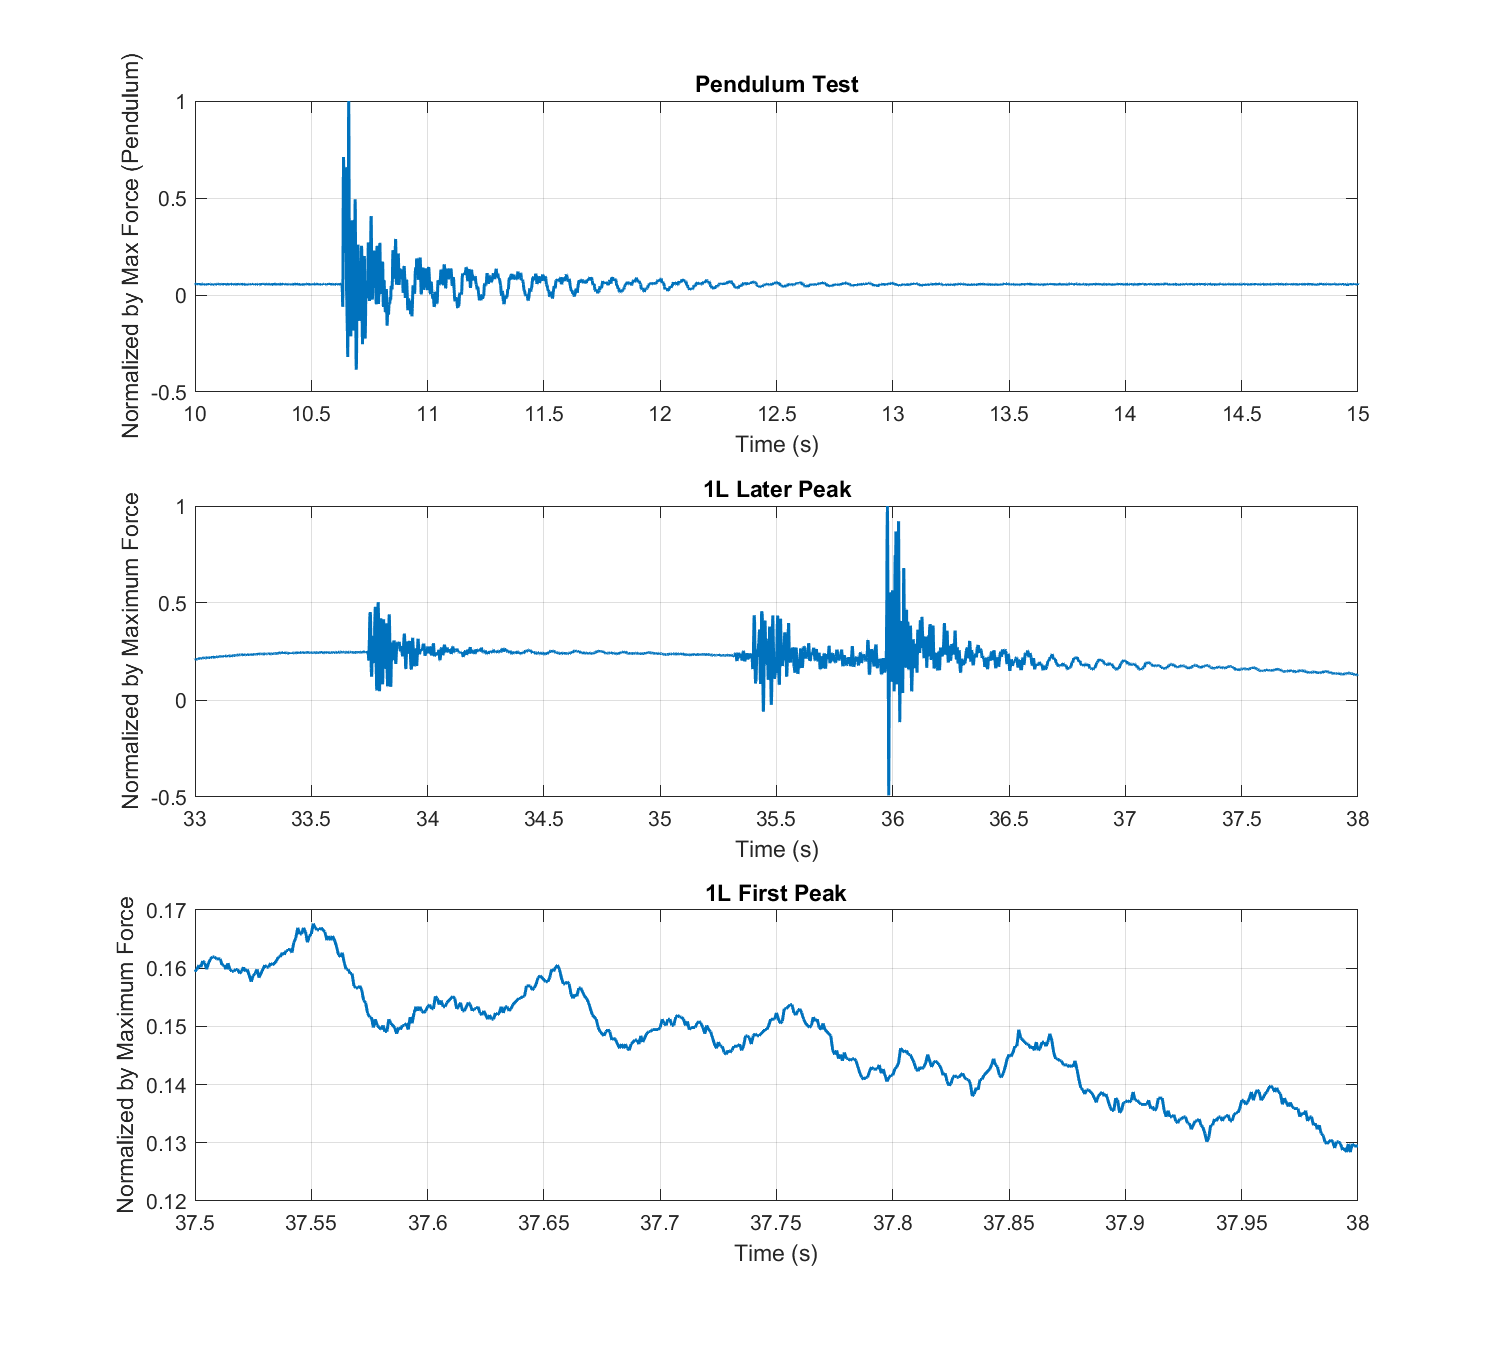 Pendulum Test
Normalized by Max Force (Pendulum)
1
0.5
0
-0.5
10 10.5 11 11.5 12 12.5 13 13.5 14 14.5 15
Time (s)
1L Later Peak
Normalized by Maximum Force
1
0.5
0
-0.5
33 33.5 34 34.5 35 35.5 36 36.5 37 37.5 38
Time (s)
1L First Peak
Normalized by Maximum Force
0.17
0.16
0.15
0.14
0.13
0.12
37.5 37.55 37.6 37.65 37.7 37.75 37.8 37.85 37.9 37.95 38
Time (s)